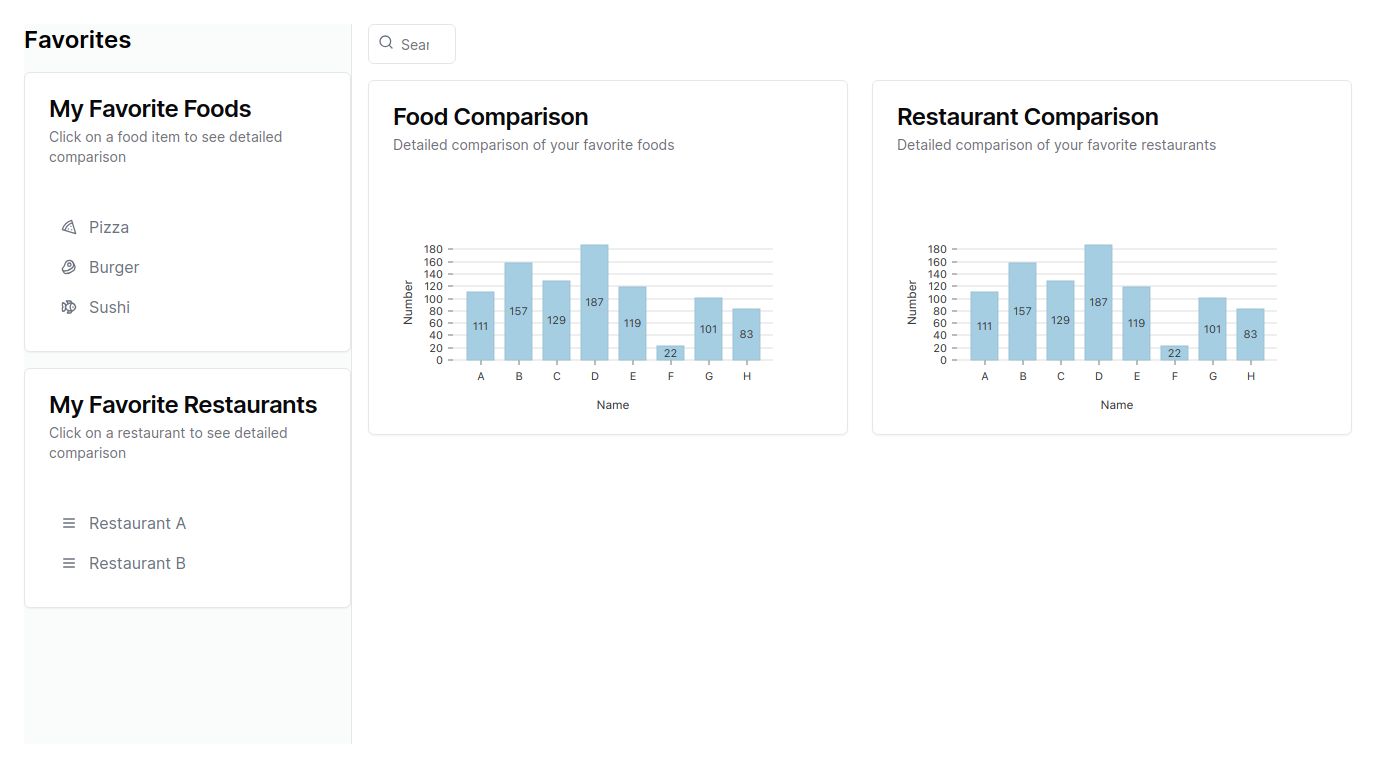 Favorites
My Favorite Foods
Click on a food item to see detailed
comparison
Pizza
Burger
Sushi
My Favorite Restaurants
Click on a restaurant to see detailed
comparison
Restaurant A
Restaurant B
Sear
Food Comparison
Detailed comparison of your favorite foods
Number
180
160
140
120
100
80
60
40
20
0
111
157
129
187
119
22
101
83
A B C D E F G H
Name
Restaurant Comparison
Detailed comparison of your favorite restaurants
Number
180
160
140
120
100
80
60
40
20
0
111
157
129
187
119
22
101
83
A B C D E F G H
Name